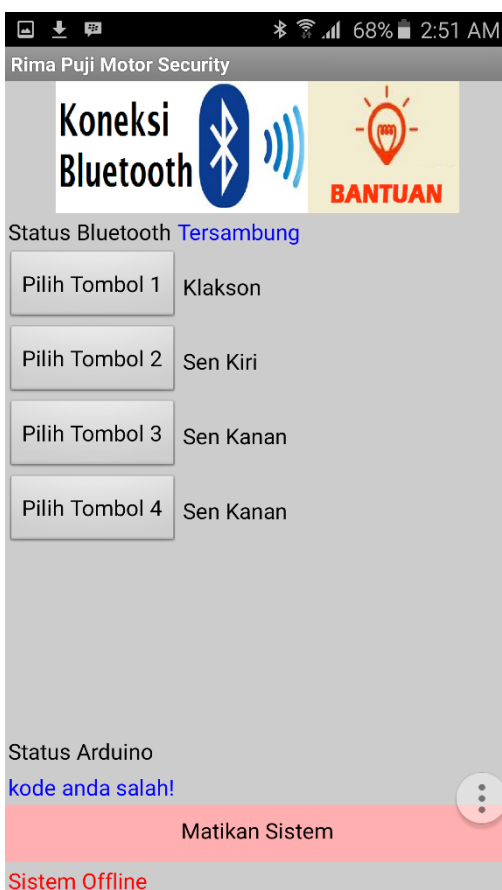 68% 2:51 AM
Rima Puji Motor Security
Koneksi
Bluetooth
BANTUAN
Status Bluetooth Tersambung
Pilih Tombol 1 Klakson
Pilih Tombol 2 Sen Kiri
Pilih Tombol 3 Sen Kanan
Pilih Tombol 4 Sen Kanan
Status Arduino
kode anda salah!
Matikan Sistem
Sistem Offline